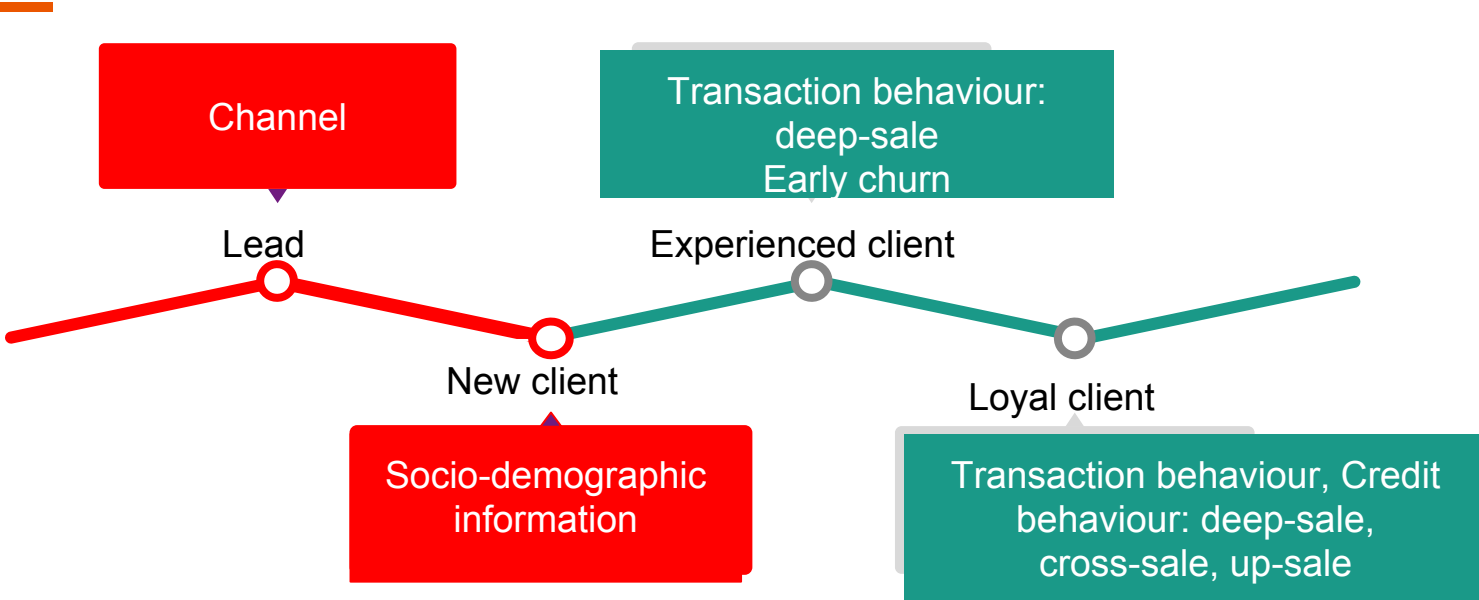 Channel
Transaction behaviour:
deep-sale
Early churn
Lead
Experienced client
New client
Loyal client
Socio-demographic
information
Transaction behaviour, Credit
behaviour: deep-sale,
cross-sale, up-sale